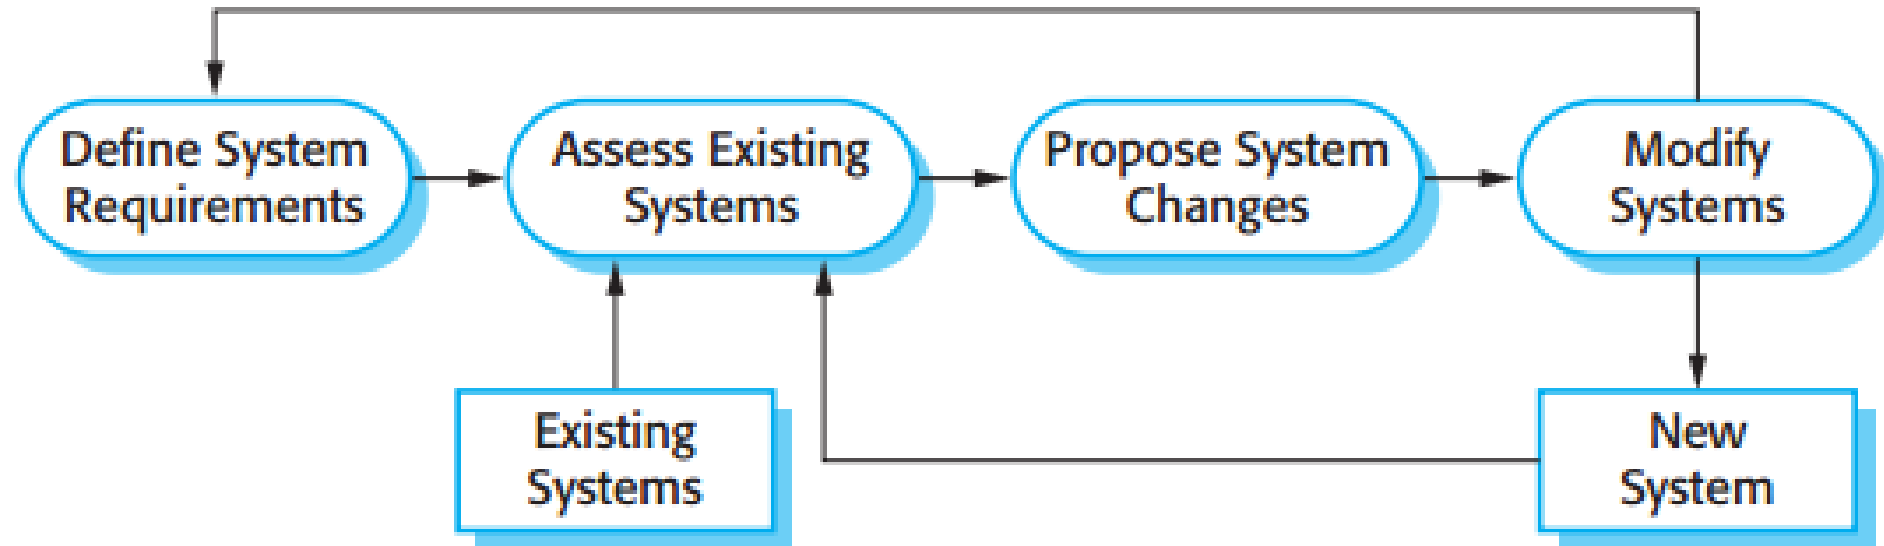 Define System
Requirements
Assess Existing
Systems
Propose System
Changes
Modify
Systems
Existing
Systems
New
System